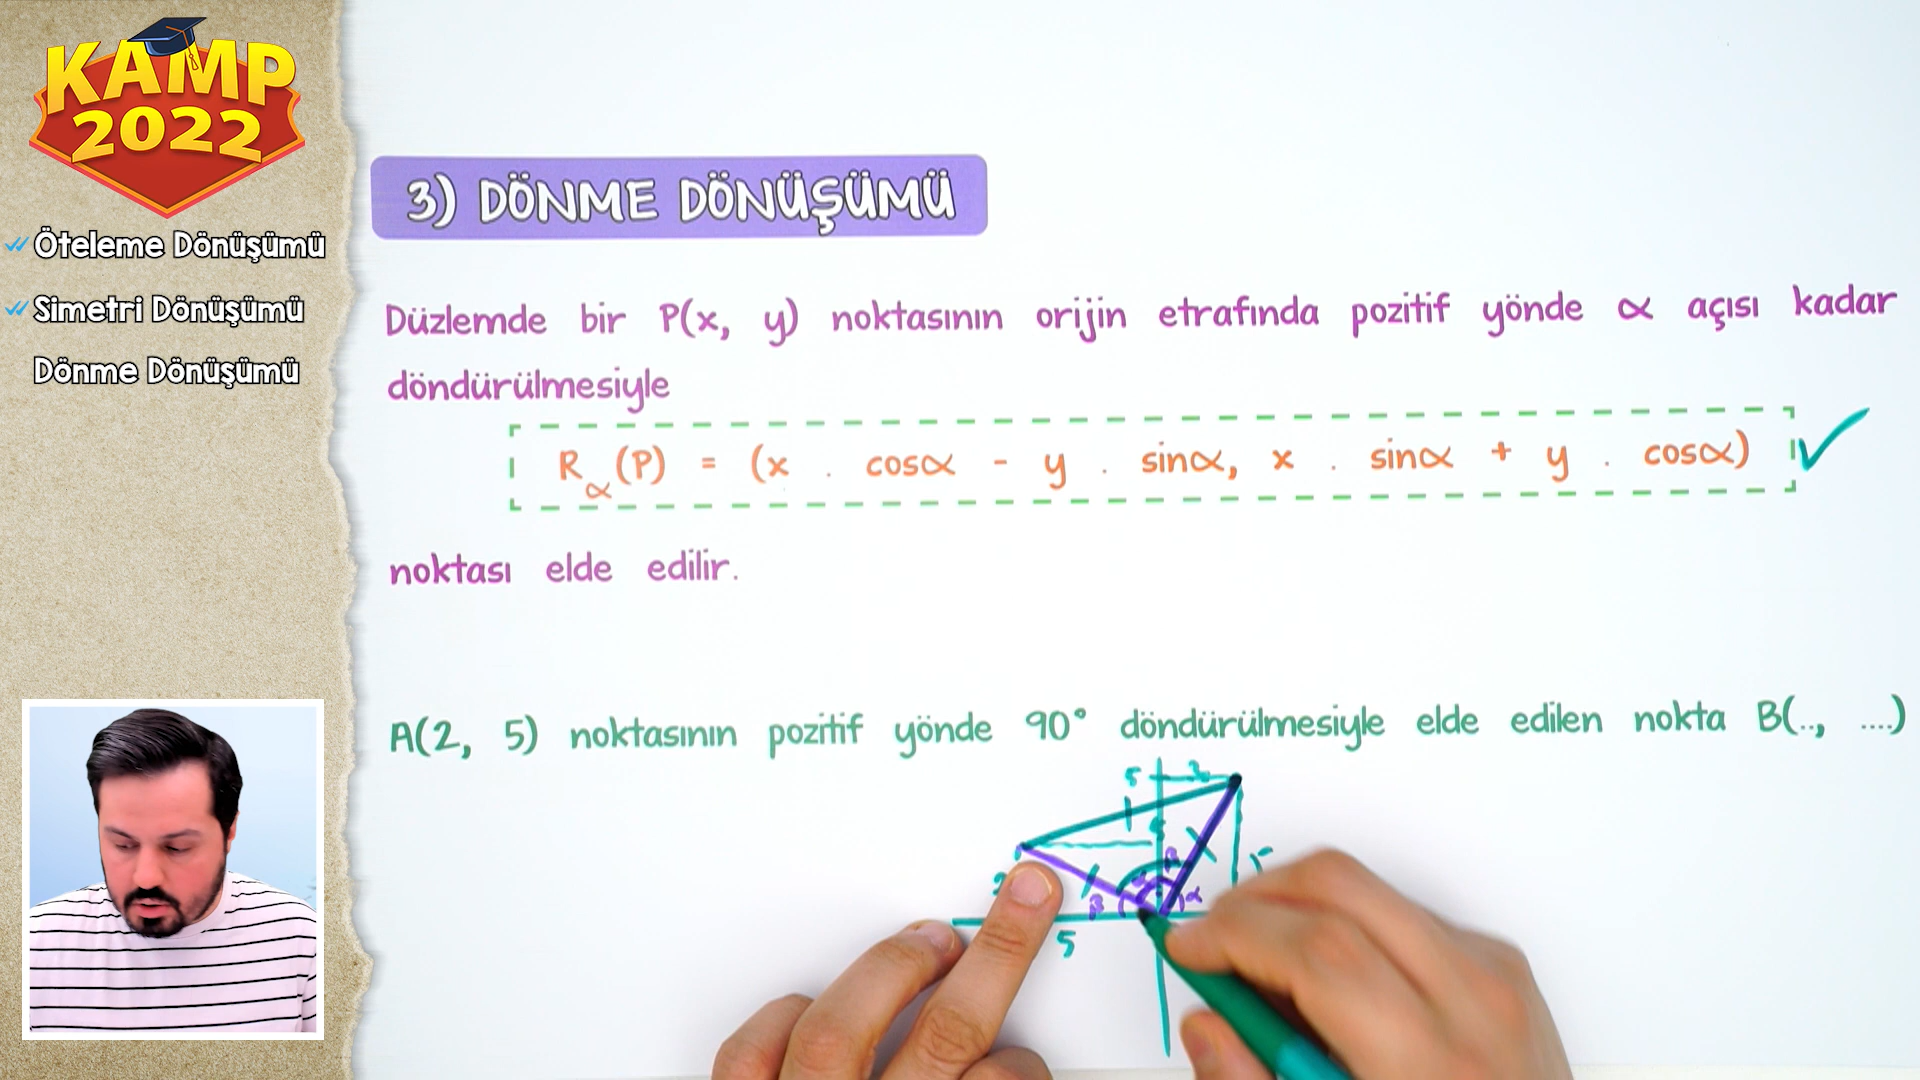 KAMP
2022
Öteleme Dönüşümü
Simetri Dönüşümü
Dönme Dönüşümü
3) DÖNME DÖNÜŞÜMÜ
Düzlemde bir P(x, y) noktasının orijin etrafında pozitif yönde α açısı kadar
döndürülmesiyle
Rα(P) = (x . cosα - y . sinα, x . sinα + y . cosα)
noktası elde edilir.
A(2, 5) noktasının pozitif yönde 90° döndürülmesiyle elde edilen nokta B(.., ....)
5 2
β
β α
5